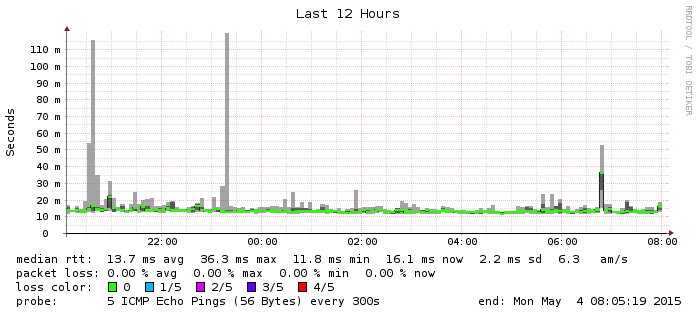 Last 12 Hours
RRDTOOL / TOBI OETIKER
Seconds
110 m
100 m
90 m
80 m
70 m
60 m
50 m
40 m
30 m
20 m
10 m
0
22:00 00:00 02:00 04:00 06:00 08:00
median rtt: 13.7 ms avg 36.3 ms max 11.8 ms min 16.1 ms now 2.2 ms sd 6.3 am/s
packet loss: 0.00 % avg 0.00 % max 0.00 % min 0.00 % now
loss color: 0 1/5 2/5 3/5 4/5
probe: 5 ICMP Echo Pings (56 Bytes) every 300s end: Mon May 4 08:05:19 2015